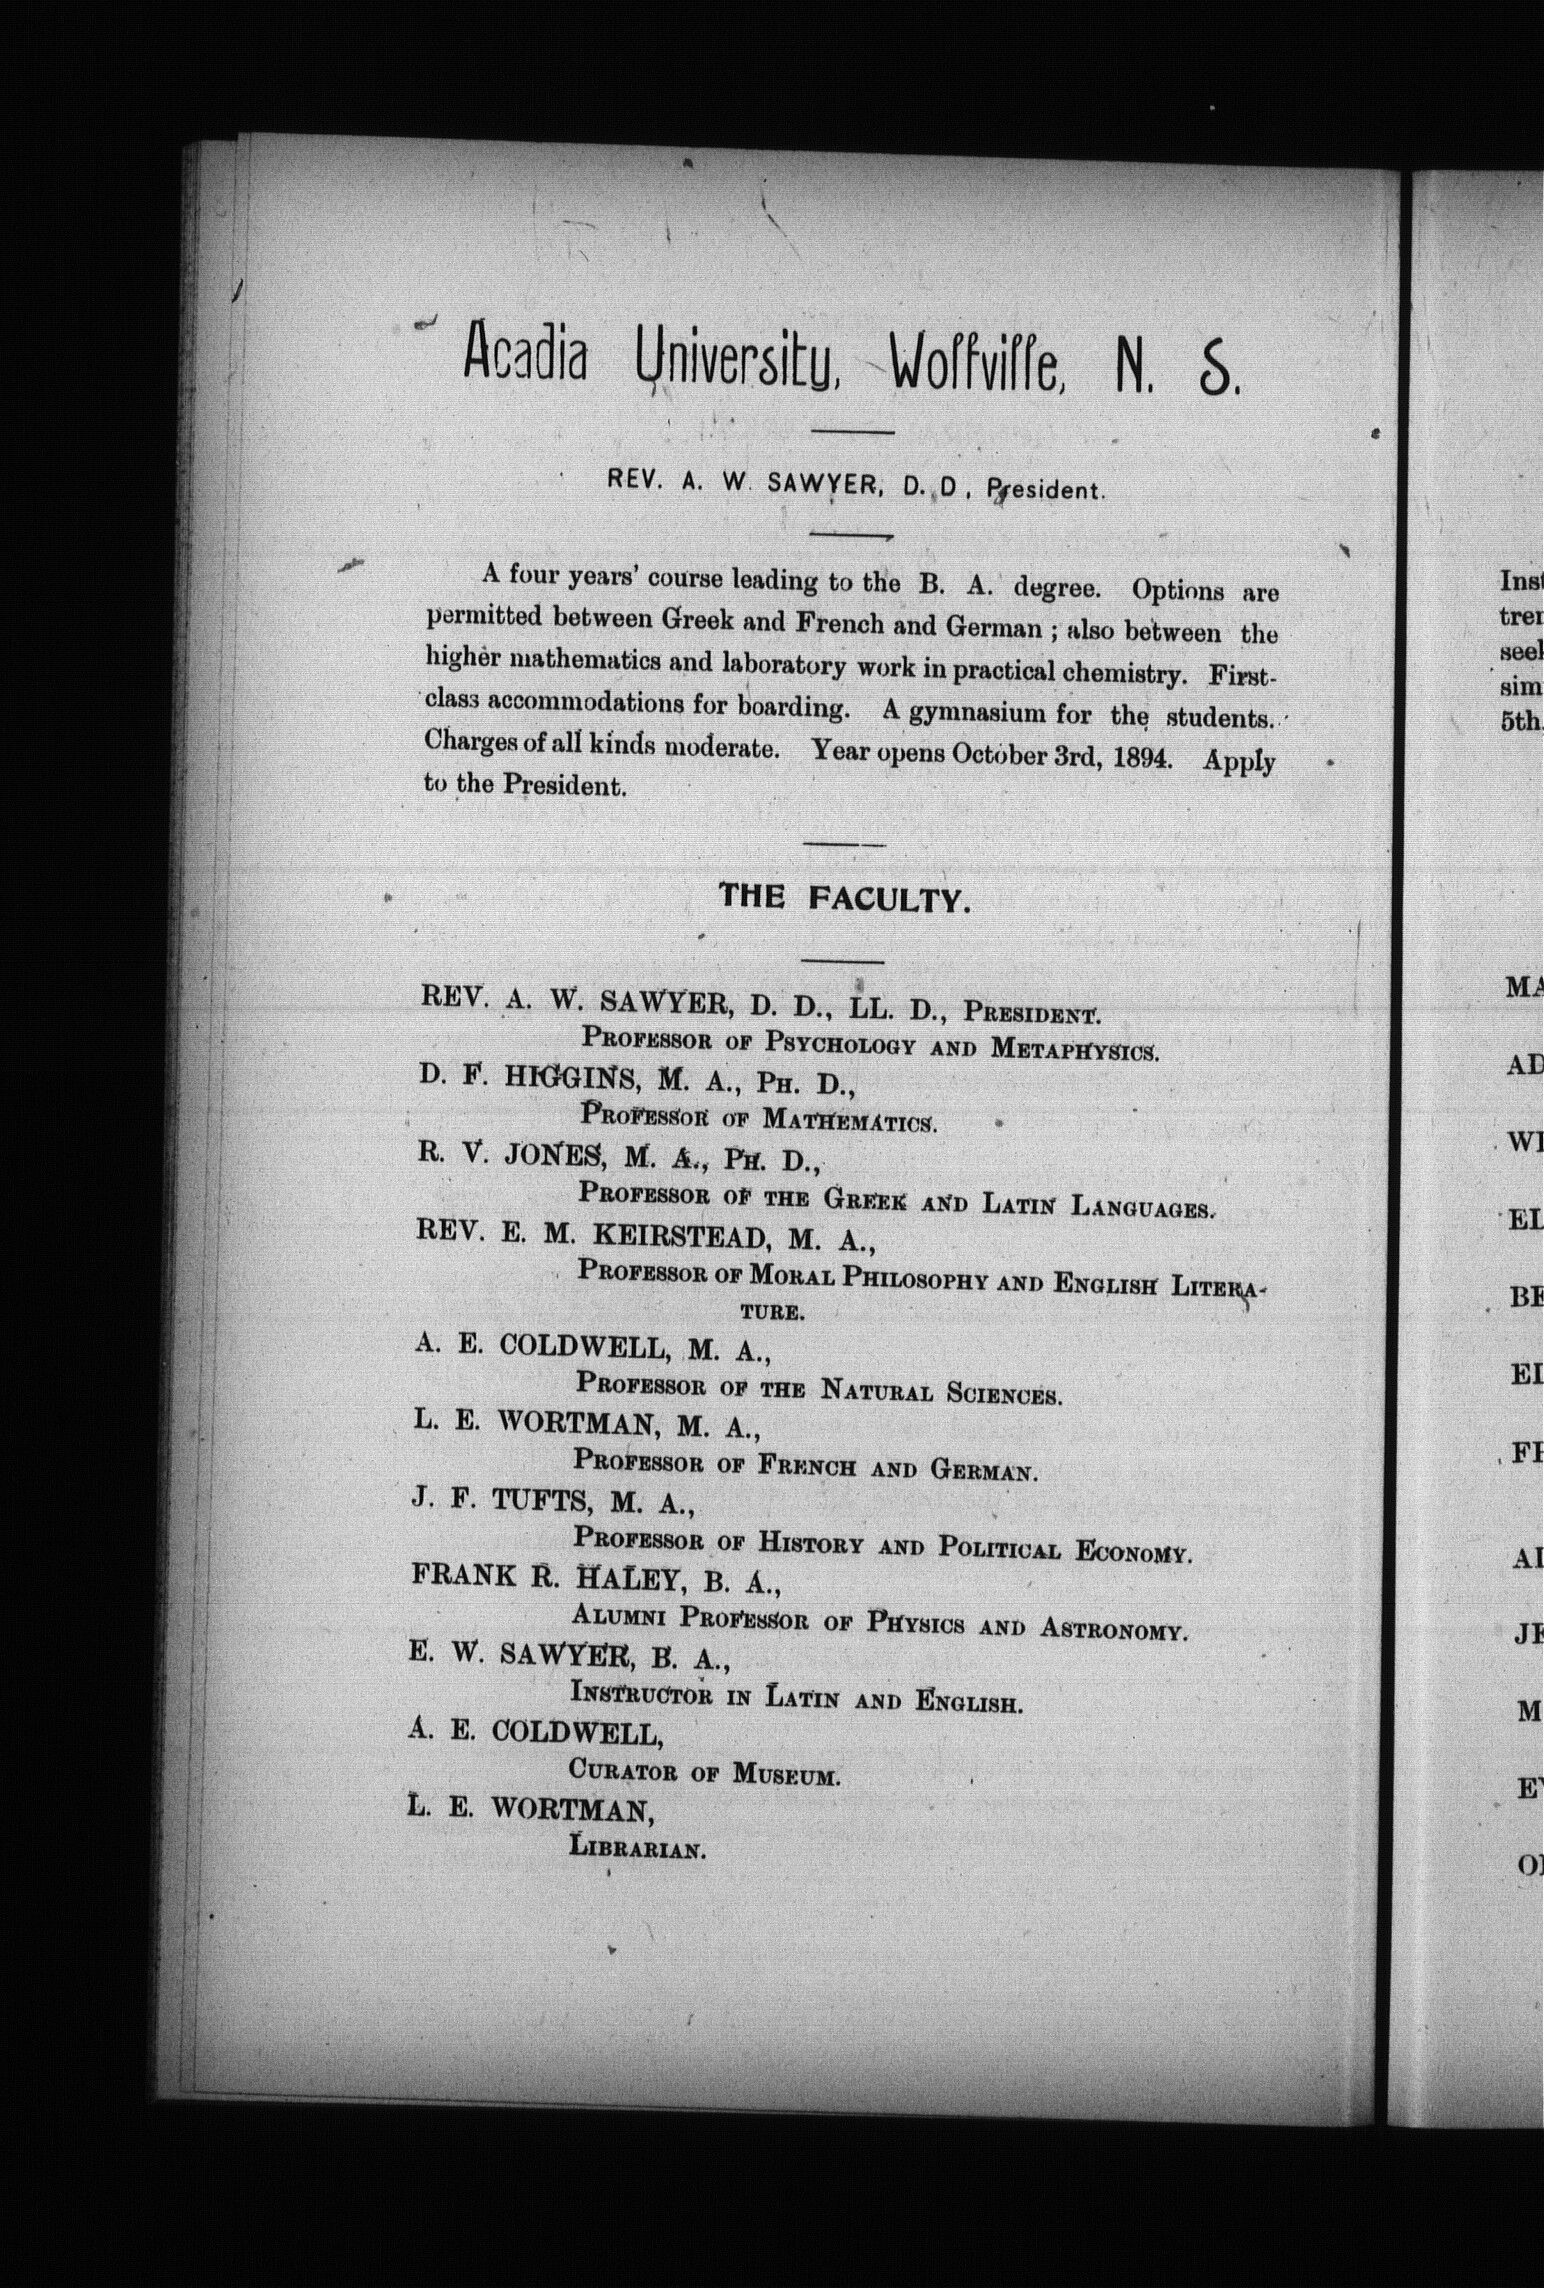 Acadia University, Wolfville, N. S.
REV. A. W. SAWYER, D. D, President.
A four years' course leading to the B. A. degree. Options are
permitted between Greek and French and German ; also between the
higher mathematics and laboratory work in practical chemistry. First-
class accommodations for boarding. A gymnasium for the students.
Charges of all kinds moderate. Year opens October 3rd, 1894. Apply
to the President.
THE FACULTY.
REV. A. W. SAWYER, D. D., LL. D., PRESIDENT.
PROFESSOR OF PSYCHOLOGY AND METAPHYSICS.
D. F. HIGGINS, M. A., PH. D.,
PROFESSOR OF MATHEMATICS.
R. V. JONES, M. A., PH. D.,
PROFESSOR OF THE GREEK AND LATIN LANGUAGES.
REV. E. M. KEIRSTEAD, M. A.,
PROFESSOR OF MORAL PHILOSOPHY AND ENGLISH LITERA-
TURE.
A. E. COLDWELL, M. A.,
PROFESSOR OF THE NATURAL SCIENCES.
L. E. WORTMAN, M. A.,
PROFESSOR OF FRENCH AND GERMAN.
J. F. TUFTS, M. A.,
PROFESSOR OF HISTORY AND POLITICAL ECONOMY.
FRANK R. HALEY, B. A.,
ALUMNI PROFESSOR OF PHYSICS AND ASTRONOMY.
E. W. SAWYER, B. A.,
INSTRUCTOR IN LATIN AND ENGLISH.
A. E. COLDWELL,
CURATOR OF MUSEUM.
L. E. WORTMAN,
LIBRARIAN.
5th.